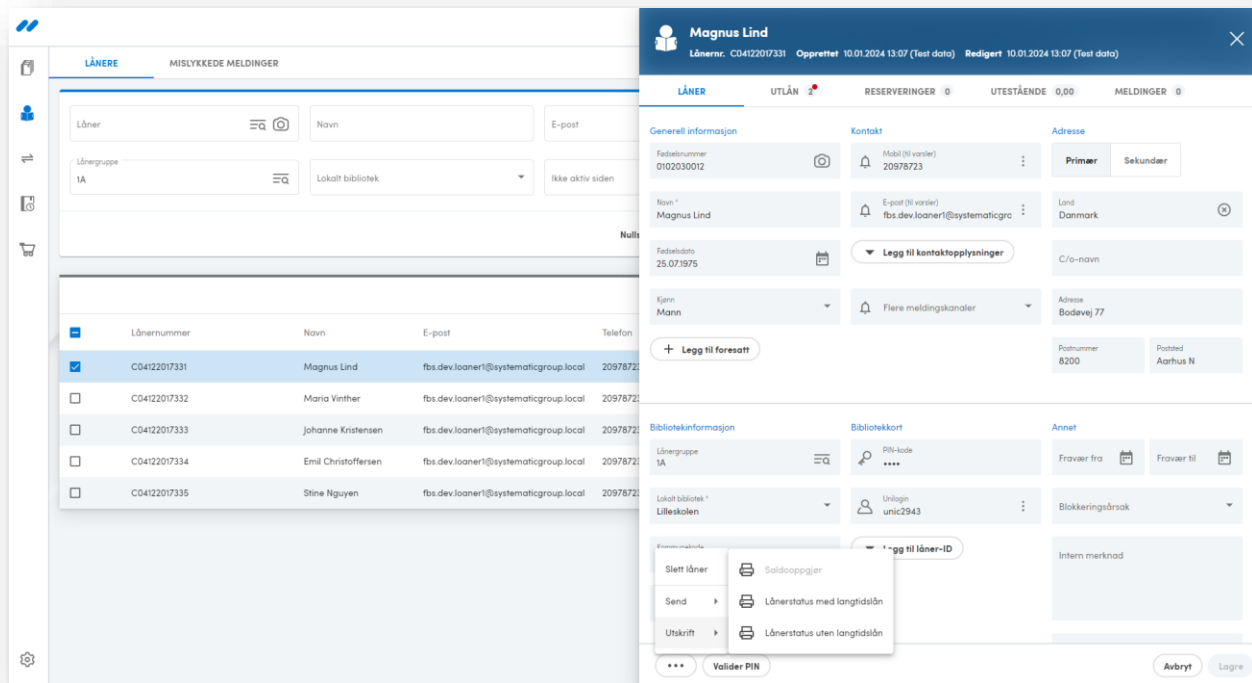 LÅNERE
MISLYKKEDE MELDINGER
Låner
Navn
E-post
Lånergruppe
1A
Lokalt bibliotek
Ikke aktiv siden
Lånernummer Navn E-post Telefon
C04122017331 Magnus Lind fbs.dev.loaner1@systematicgroup.local
C04122017332 Maria Vinther fbs.dev.loaner1@systematicgroup.local
C04122017333 Johanne Kristensen fbs.dev.loaner1@systematicgroup.local
C04122017334 Emil Christoffersen fbs.dev.loaner1@systematicgroup.local
C04122017335 Stine Nguyen fbs.dev.loaner1@systematicgroup.local
Magnus Lind
Lånernr. C04122017331 Opprettet 10.01.2024 13:07 (Test data) Redigert 10.01.2024 13:07 (Test data)
LÅNER UTLÅN 2 RESERVERINGER 0 UTESTÅENDE 0,00 MELDINGER 0
Generell informasjon
Fødselsnummer
0102030012
Navn *
Magnus Lind
Fødselsdato
25.07.1975
Kjønn
Mann
+ Legg til foresatt
Kontakt
Mobil (til varsler)
20978723
E-post (til varsler)
fbs.dev.loaner1@systematicgro
Legg til kontaktopplysninger
Flere meldingskanaler
Adresse
Primær Sekundær
Land
Danmark
C/o-navn
Adresse
Bodøvej 77
Postnummer
8200
Poststed
Aarhus N
Bibliotekinformasjon
Lånergruppe
1A
Lokalt bibliotek *
Lilleskolen
Bibliotekkort
PIN-kode
••••
Unilogin
unic2943
Legg til låner-ID
Annet
Fravær fra
Fravær til
Blokkeringsårsak
Intern merknad
Slett låner
Send
Utskrift
Saldooppgjør
Lånerstatus med langtidslån
Lånerstatus uten langtidslån
Valider PIN
Avbryt
Lagre